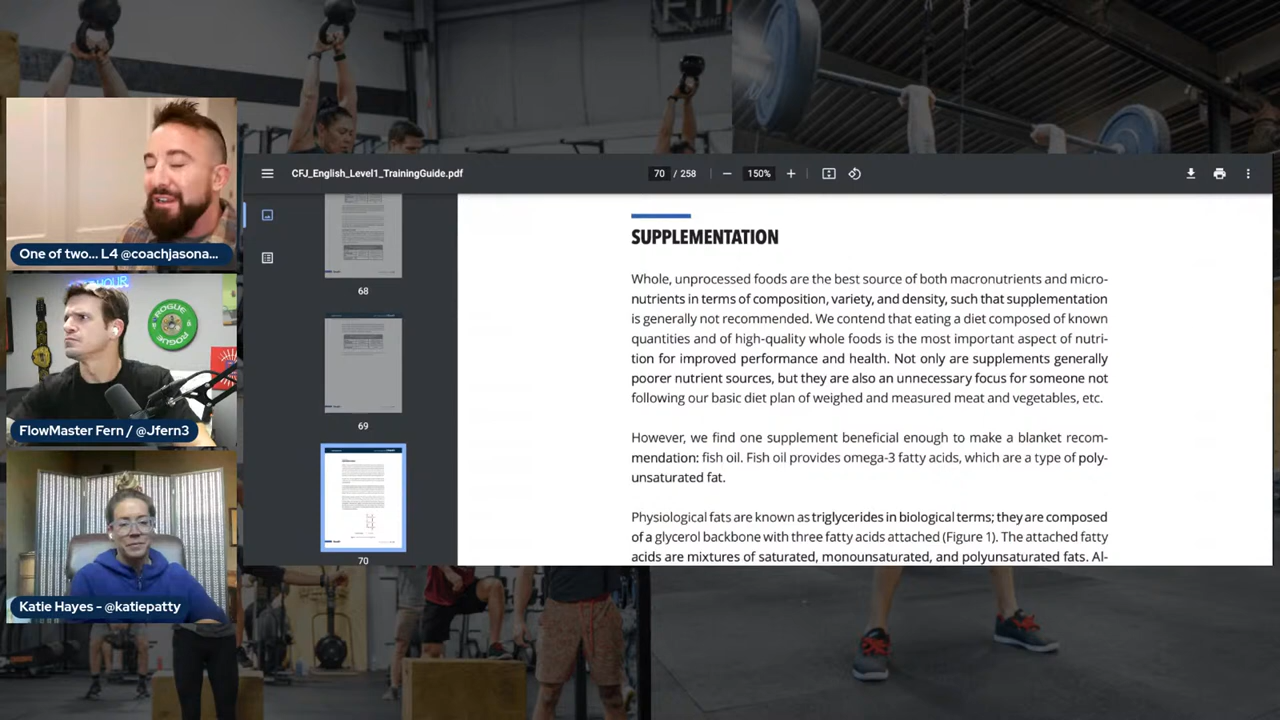 CFJ_English_Level1_TrainingGuide.pdf
70 / 258
150%
68
69
70
SUPPLEMENTATION
Whole, unprocessed foods are the best source of both macronutrients and micro-
nutrients in terms of composition, variety, and density, such that supplementation
is generally not recommended. We contend that eating a diet composed of known
quantities and of high-quality whole foods is the most important aspect of nutri-
tion for improved performance and health. Not only are supplements generally
poorer nutrient sources, but they are also an unnecessary focus for someone not
following our basic diet plan of weighed and measured meat and vegetables, etc.
However, we find one supplement beneficial enough to make a blanket recom-
mendation: fish oil. Fish oil provides omega-3 fatty acids, which are a type of poly-
unsaturated fat.
Physiological fats are known as triglycerides in biological terms; they are composed
of a glycerol backbone with three fatty acids attached (Figure 1). The attached fatty
acids are mixtures of saturated, monounsaturated, and polyunsaturated fats. Al-
One of two... L4 @coachjasona...
HOUR
ROGUE
FlowMaster Fern / @Jfern3
Katie Hayes - @katiepatty